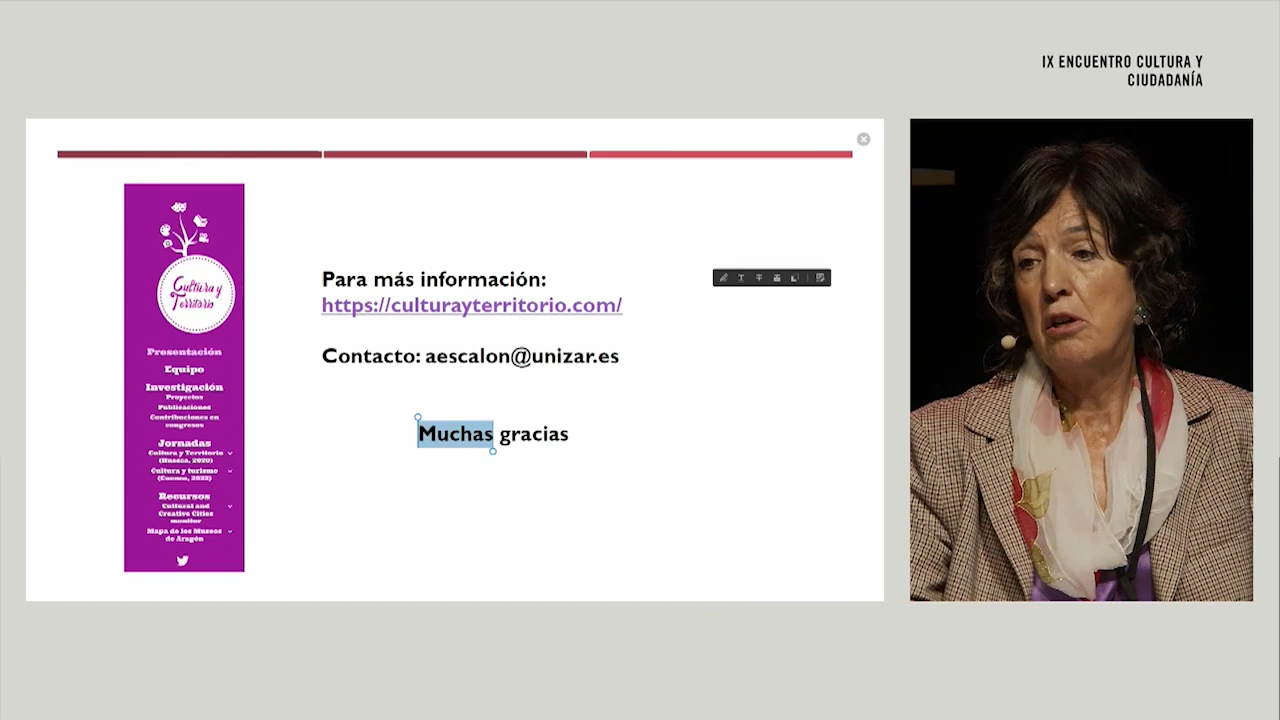 IX ENCUENTRO CULTURA Y
CIUDADANÍA
Cultura y
Territorio
Presentación
Equipo
Investigación
Proyectos
Publicaciones
Contribuciones en
congresos
Jornadas
Cultura y Territorio
(Huesca, 2020)
Cultura y turismo
(Cuenca, 2022)
Recursos
Cultural and
Creative Cities
monitor
Mapa de los Museos
de Aragón
Para más información:
https://culturayterritorio.com/
Contacto: aescalon@unizar.es
Muchas gracias